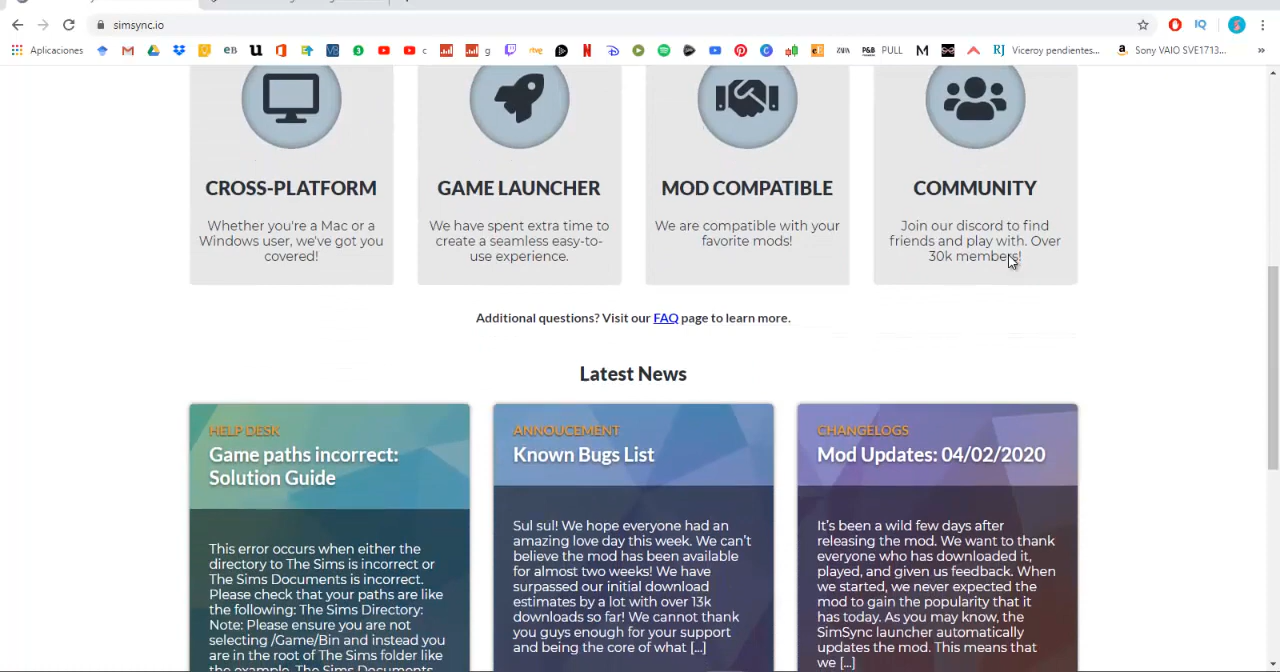 simsync.io
Aplicaciones
eB
c
g
rtve
ZARA
P&B PULL
M
RJ Viceroy pendientes...
a Sony VAIO SVE1713...
»
IQ
CROSS-PLATFORM
GAME LAUNCHER
MOD COMPATIBLE
COMMUNITY
Whether you're a Mac or a
Windows user, we've got you
covered!
We have spent extra time to
create a seamless easy-to-
use experience.
We are compatible with your
favorite mods!
Join our discord to find
friends and play with. Over
30k members!
Additional questions? Visit our FAQ page to learn more.
Latest News
HELP DESK
Game paths incorrect:
Solution Guide
This error occurs when either the
directory to The Sims is incorrect or
The Sims Documents is incorrect.
Please check that your paths are like
the following: The Sims Directory:
Note: Please ensure you are not
selecting /Game/Bin and instead you
are in the root of The Sims folder like
the example. The Sims Documents
ANNOUCEMENT
Known Bugs List
Sul sul! We hope everyone had an
amazing love day this week. We can't
believe the mod has been available
for almost two weeks! We have
surpassed our initial download
estimates by a lot with over 13k
downloads so far! We cannot thank
you guys enough for your support
and being the core of what [...]
CHANGELOGS
Mod Updates: 04/02/2020
It's been a wild few days after
releasing the mod. We want to thank
everyone who has downloaded it,
played, and given us feedback. When
we started, we never expected the
mod to gain the popularity that it
has today. As you may know, the
SimSync launcher automatically
updates the mod. This means that
we [...]